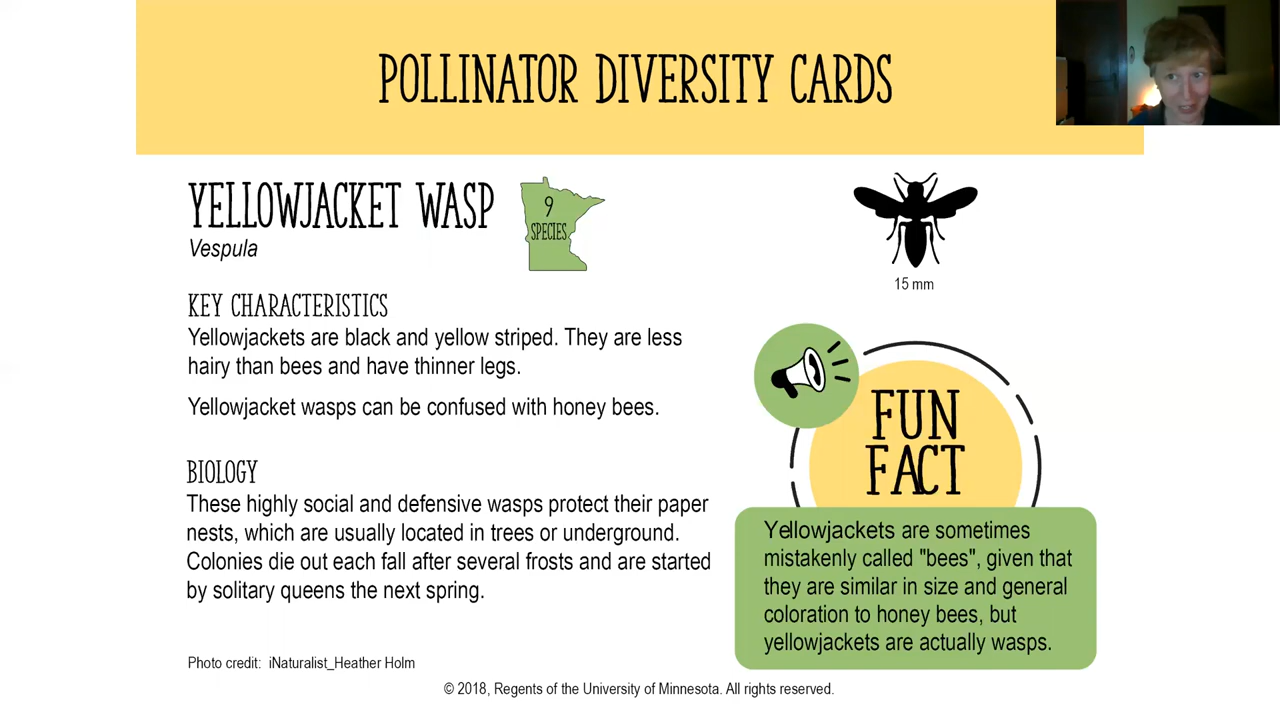 POLLINATOR DIVERSITY CARDS
YELLOWJACKET WASP
9
SPECIES
Vespula
15 mm
KEY CHARACTERISTICS
Yellowjackets are black and yellow striped. They are less
hairy than bees and have thinner legs.
Yellowjacket wasps can be confused with honey bees.
BIOLOGY
These highly social and defensive wasps protect their paper
nests, which are usually located in trees or underground.
Colonies die out each fall after several frosts and are started
by solitary queens the next spring.
FUN
FACT
Yellowjackets are sometimes
mistakenly called "bees", given that
they are similar in size and general
coloration to honey bees, but
yellowjackets are actually wasps.
Photo credit: iNaturalist_Heather Holm
© 2018, Regents of the University of Minnesota. All rights reserved.